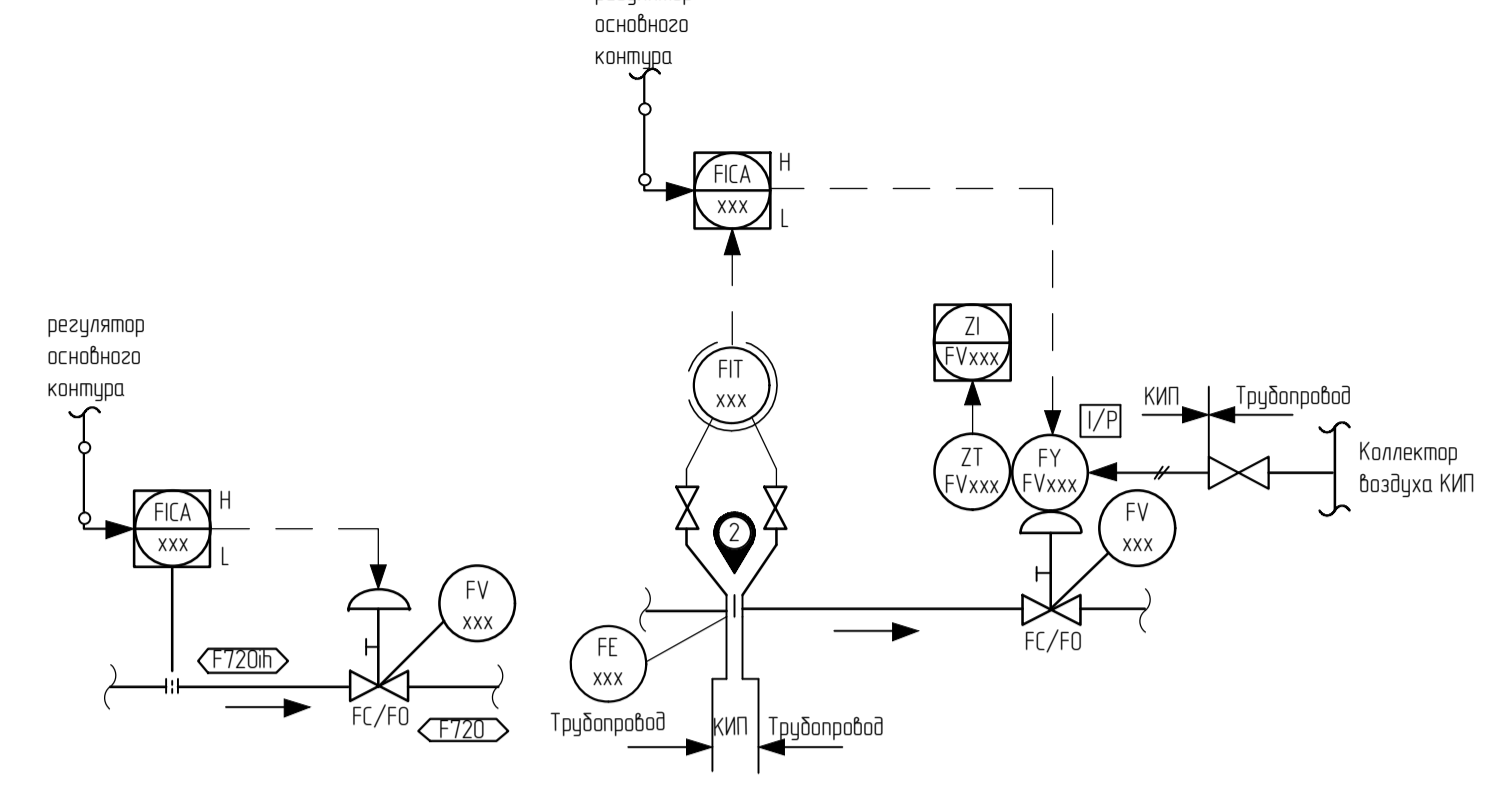 основного
контура
FICA
xxx
H
L
регулятор
основного
контура
FICA
xxx
H
L
F720ih
FV
xxx
FC/FO
F720
FIT
xxx
2
FE
xxx
Трубопровод
КИП
Трубопровод
ZI
FVxxx
ZT
FVxxx
FY
FVxxx
I/P
КИП
Трубопровод
Коллектор
воздуха КИП
FV
xxx
FC/FO